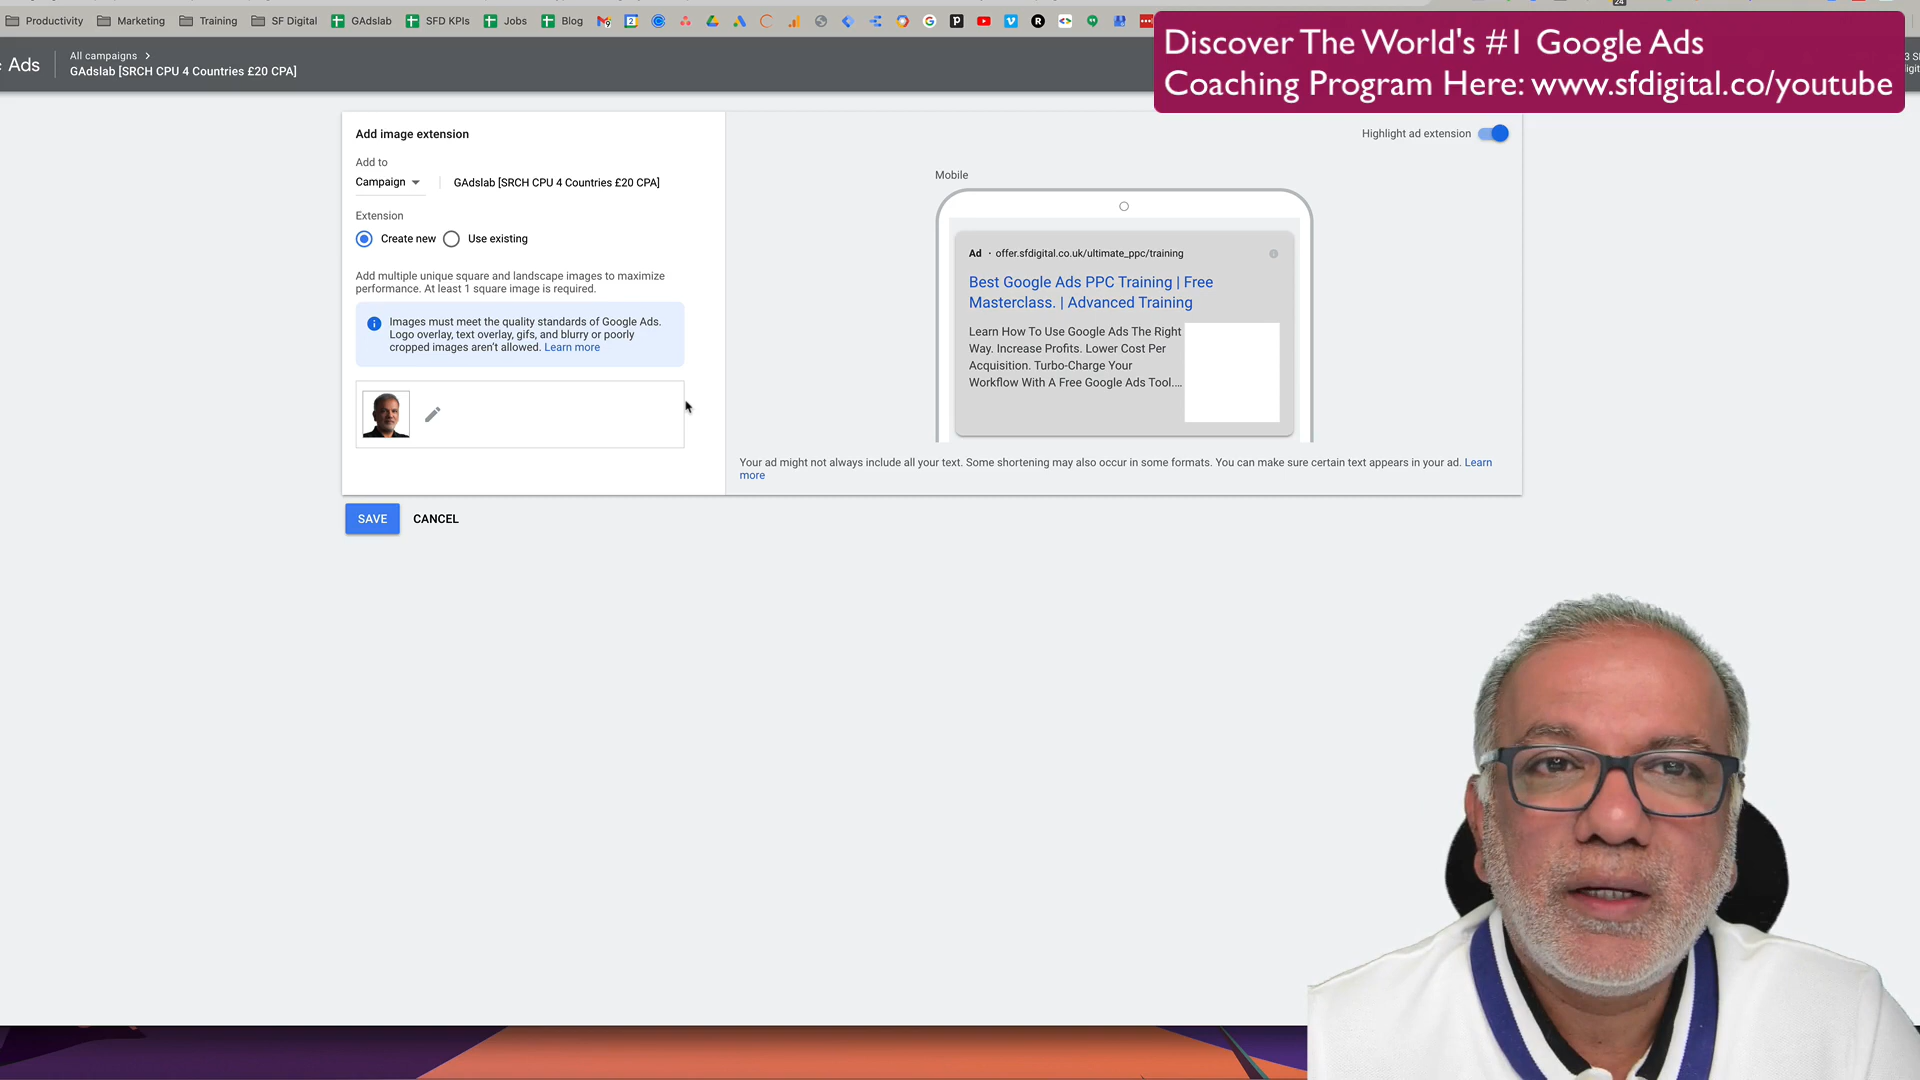 Productivity
Marketing
Training
SF Digital
GAdslab
SFD KPIs
Jobs
Blog
24
Discover The World's #1 Google Ads
Coaching Program Here: www.sfdigital.co/youtube
Ads
All campaigns
GAdslab [SRCH CPU 4 Countries £20 CPA]
Add image extension
Add to
Campaign
GAdslab [SRCH CPU 4 Countries £20 CPA]
Extension
Create new
Use existing
Add multiple unique square and landscape images to maximize
performance. At least 1 square image is required.
Images must meet the quality standards of Google Ads.
Logo overlay, text overlay, gifs, and blurry or poorly
cropped images aren't allowed. Learn more
SAVE
CANCEL
Highlight ad extension
Mobile
Ad · offer.sfdigital.co.uk/ultimate_ppc/training
Best Google Ads PPC Training | Free
Masterclass. | Advanced Training
Learn How To Use Google Ads The Right
Way. Increase Profits. Lower Cost Per
Acquisition. Turbo-Charge Your
Workflow With A Free Google Ads Tool....
Your ad might not always include all your text. Some shortening may also occur in some formats. You can make sure certain text appears in your ad. Learn
more